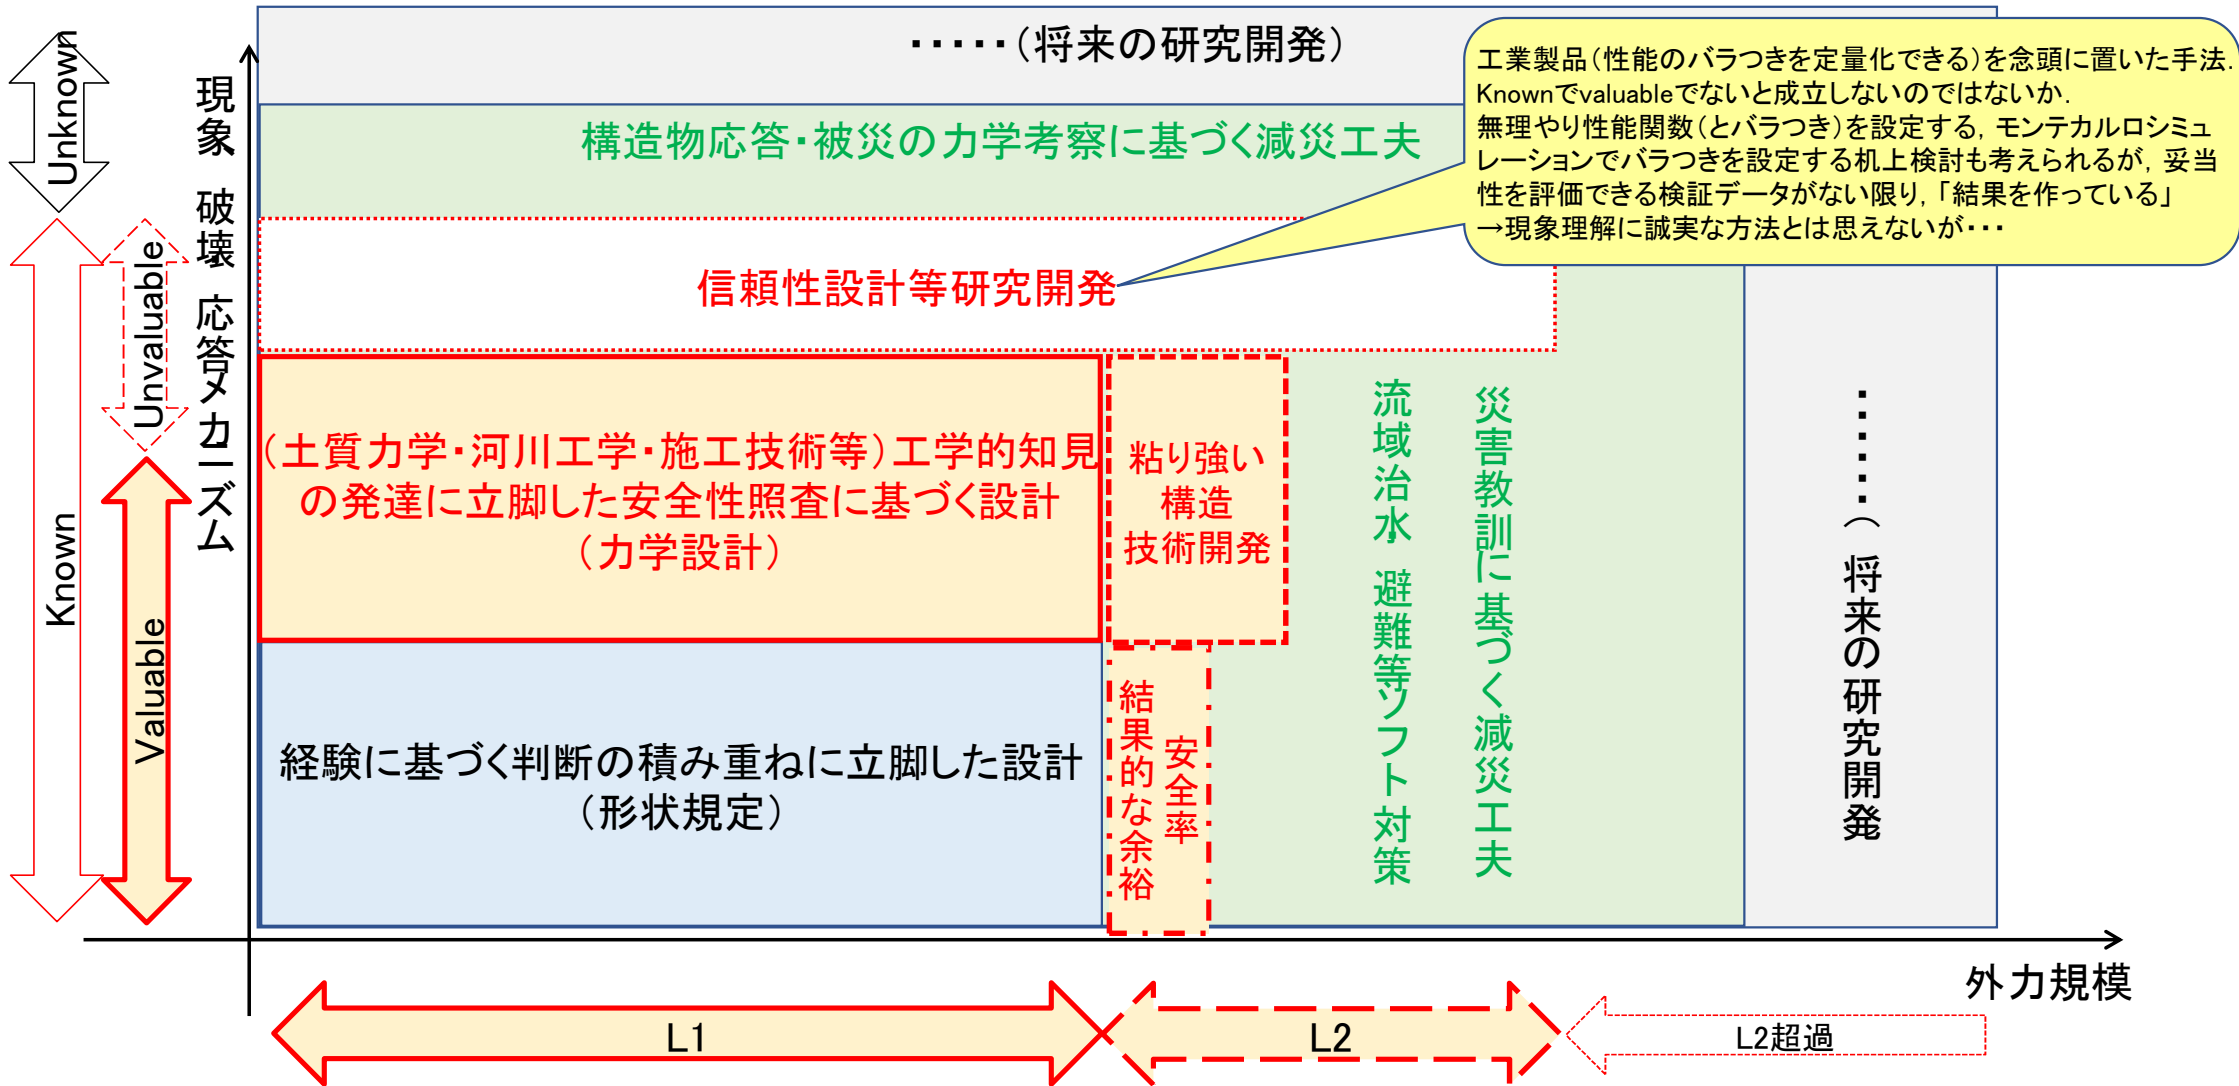 ・・・・・(将来の研究開発)
工業製品(性能のバラつきを定量化できる)を念頭に置いた手法.
Knownでvaluableでないと成立しないのではないか.
無理やり性能関数(とバラつき)を設定する, モンテカルロシミュ
レーションでバラつきを設定する机上検討も考えられるが, 妥当
性を評価できる検証データがない限り, 「結果を作っている」
→現象理解に誠実な方法とは思えないが・・・
Unknown
Known
Unvaluable
Valuable
現象、破壊、応答メカニズム
構造物応答・被災の力学考察に基づく減災工夫
信頼性設計等研究開発
(土質力学・河川工学・施工技術等)工学的知見
の発達に立脚した安全性照査に基づく設計
(力学設計)
粘り強い
構造
技術開発
経験に基づく判断の積み重ねに立脚した設計
(形状規定)
安全率
結果的な余裕
災害教訓に基づく減災工夫
流域治水、避難等ソフト対策
・・・・・・(将来の研究開発
外力規模
L1
L2
L2超過